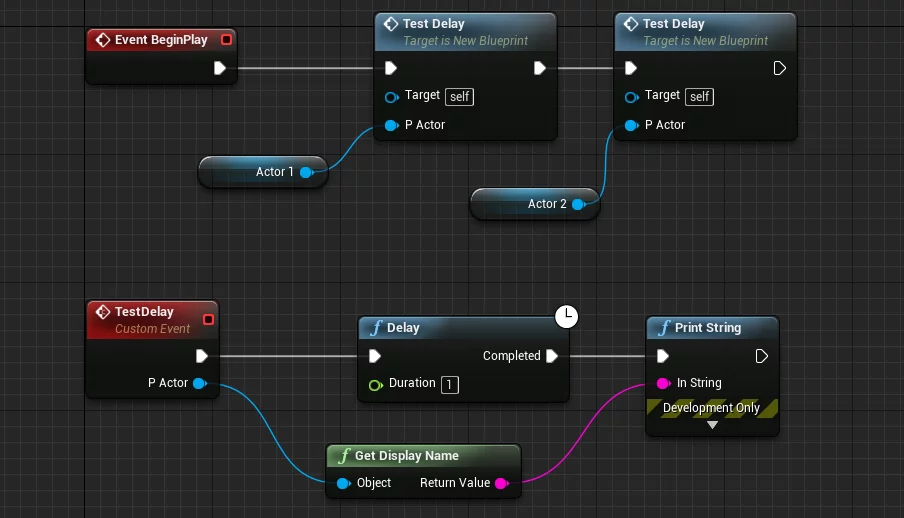 Event BeginPlay
Test Delay
Target is New Blueprint
Target self
P Actor
Test Delay
Target is New Blueprint
Target self
P Actor
Actor 1
Actor 2
TestDelay
Custom Event
P Actor
f Delay
Completed
Duration 1
f Print String
In String
Development Only
f Get Display Name
Object Return Value